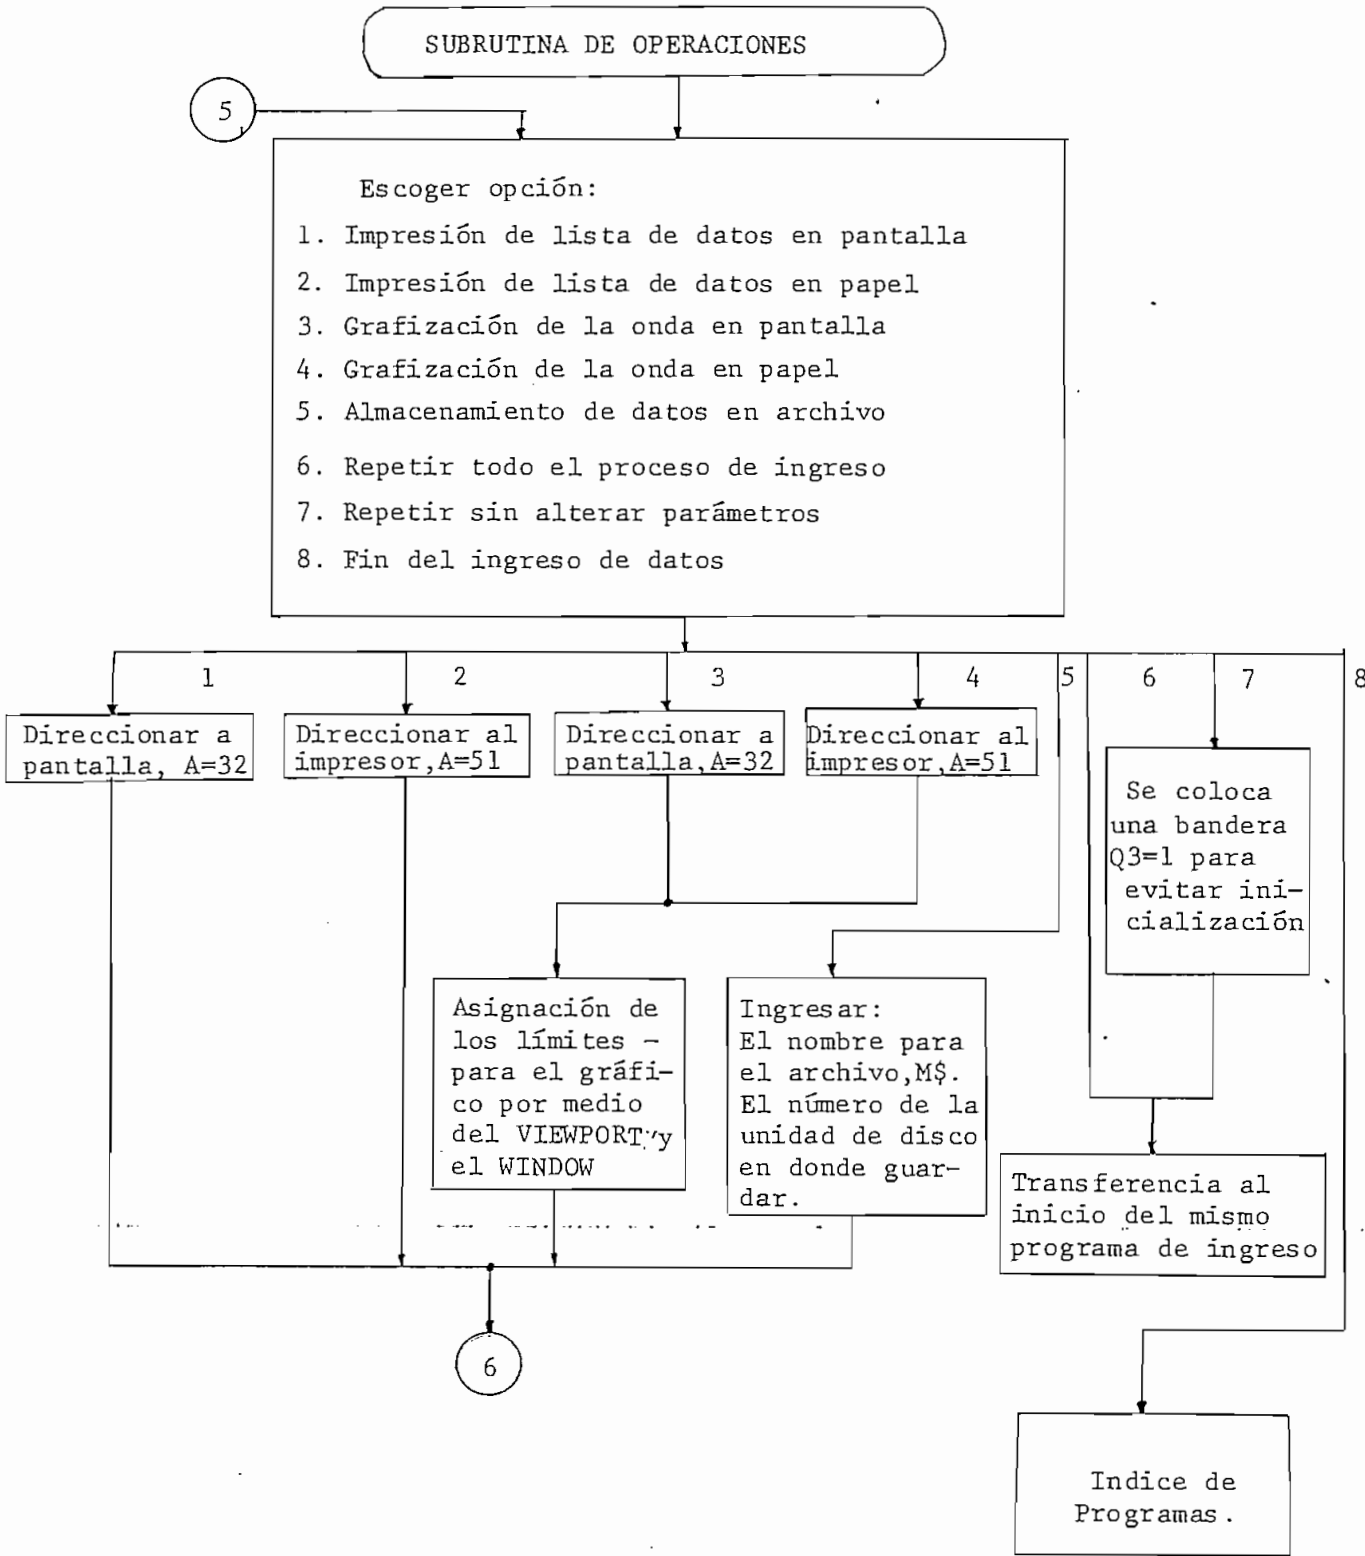 SUBRUTINA DE OPERACIONES
5
Escoger opción:
1. Impresión de lista de datos en pantalla
2. Impresión de lista de datos en papel
3. Grafización de la onda en pantalla
4. Grafización de la onda en papel
5. Almacenamiento de datos en archivo
6. Repetir todo el proceso de ingreso
7. Repetir sin alterar parámetros
8. Fin del ingreso de datos
1
2
3
4
5
6
7
8
Direccionar a
pantalla, A=32
Direccionar al
impresor,A=51
Direccionar a
pantalla,A=32
Direccionar al
impresor,A=51
Se coloca
una bandera
Q3=1 para
evitar ini-
cialización
Asignación de
los límites -
para el gráfi-
co por medio
del VIEWPORT y
el WINDOW
Ingresar:
El nombre para
el archivo,M$.
El número de la
unidad de disco
en donde guar-
dar.
Transferencia al
inicio del mismo
programa de ingreso
6
Indice de
Programas.